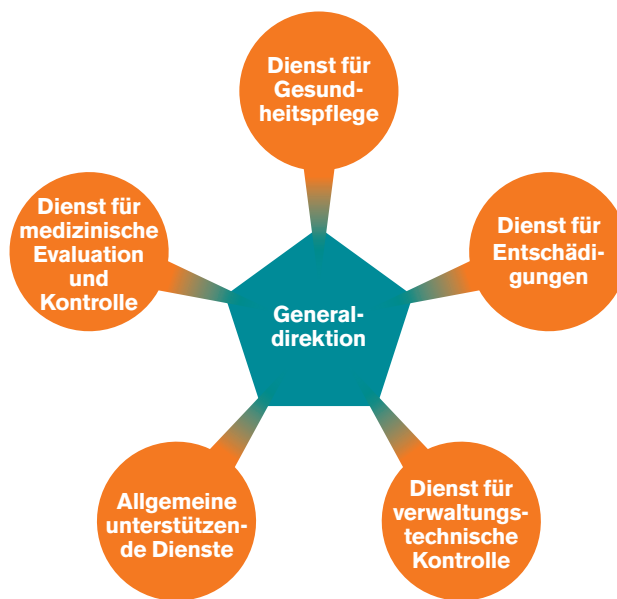 Dienst für
Gesund-
heitspflege
Dienst für
medizinische
Evaluation
und
Kontrolle
Dienst für
Entschädi-
gungen
General-
direktion
Allgemeine
unterstützen-
de Dienste
Dienst für
verwaltungs-
technische
Kontrolle